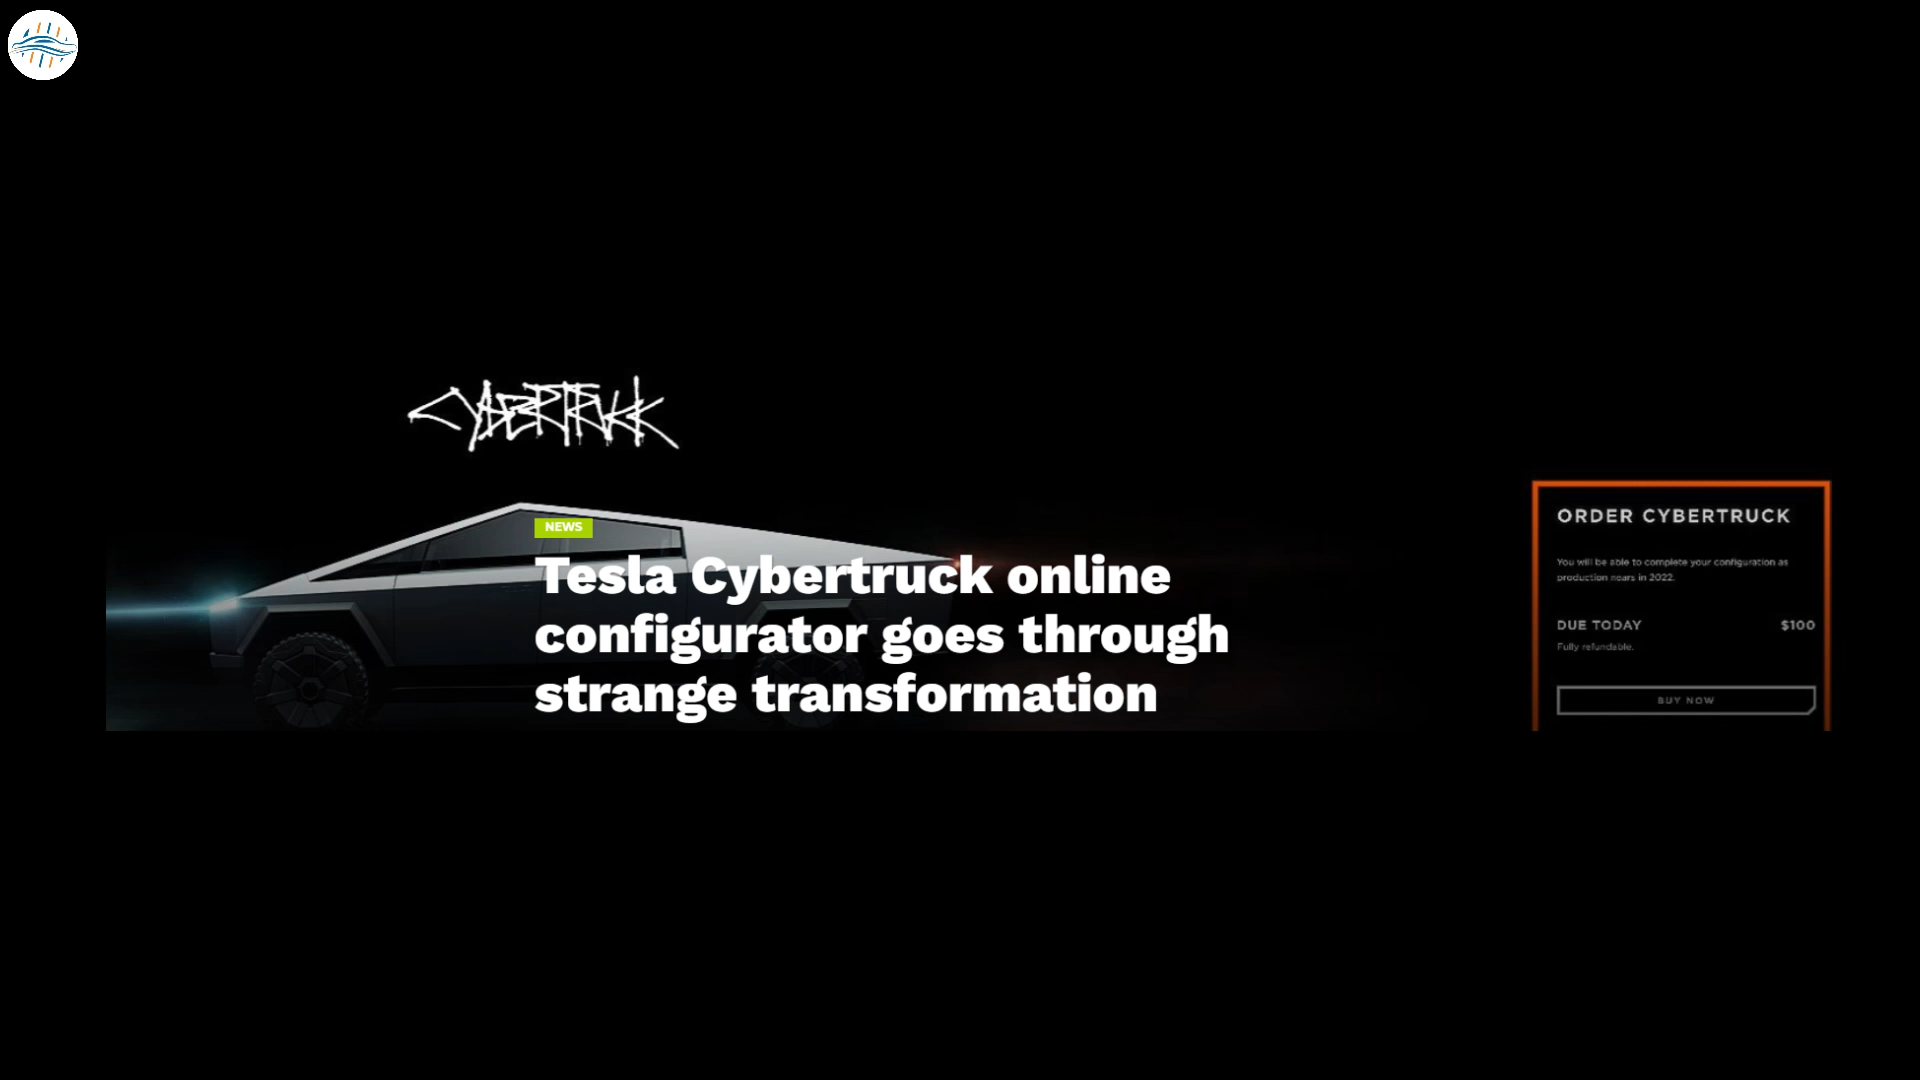 CYBERTRUCK
NEWS
Tesla Cybertruck online
configurator goes through
strange transformation
ORDER CYBERTRUCK
You will be able to complete your configuration as
production nears in 2022.
DUE TODAY $100
Fully refundable.
BUY NOW